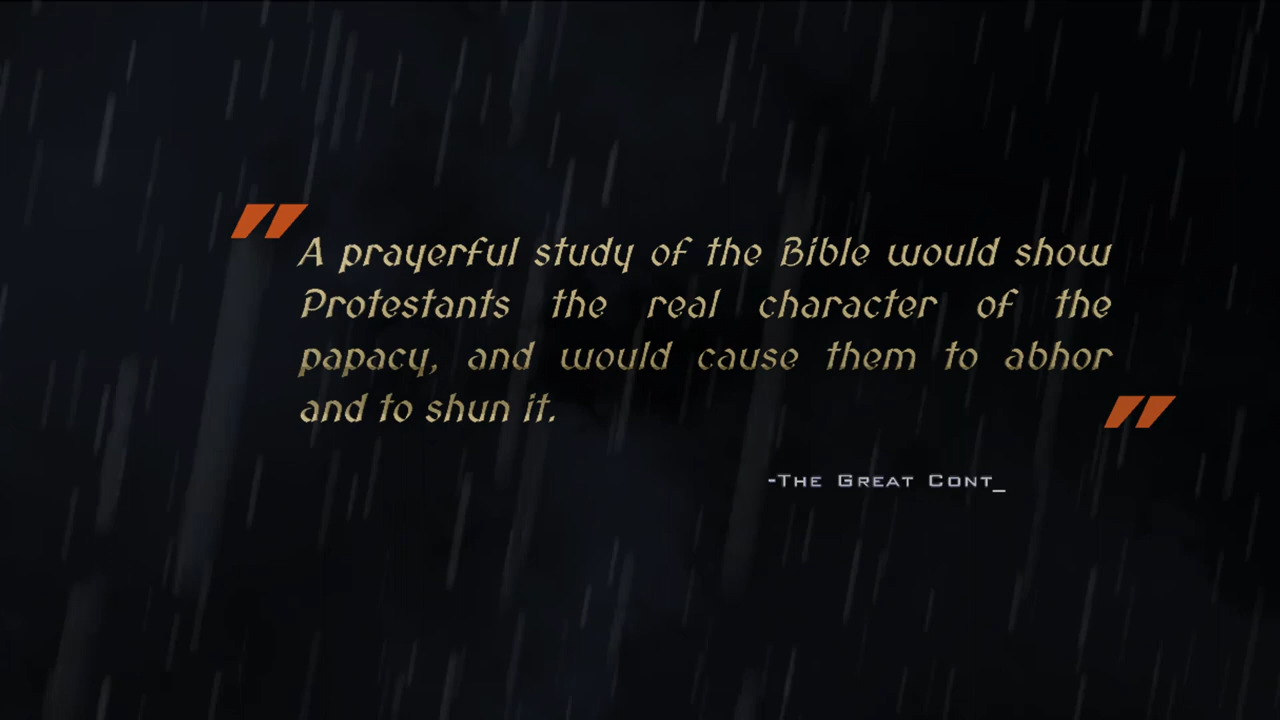 "A prayerful study of the Bible would show
Protestants the real character of the
papacy, and would cause them to abhor
and to shun it."
-The Great Cont_